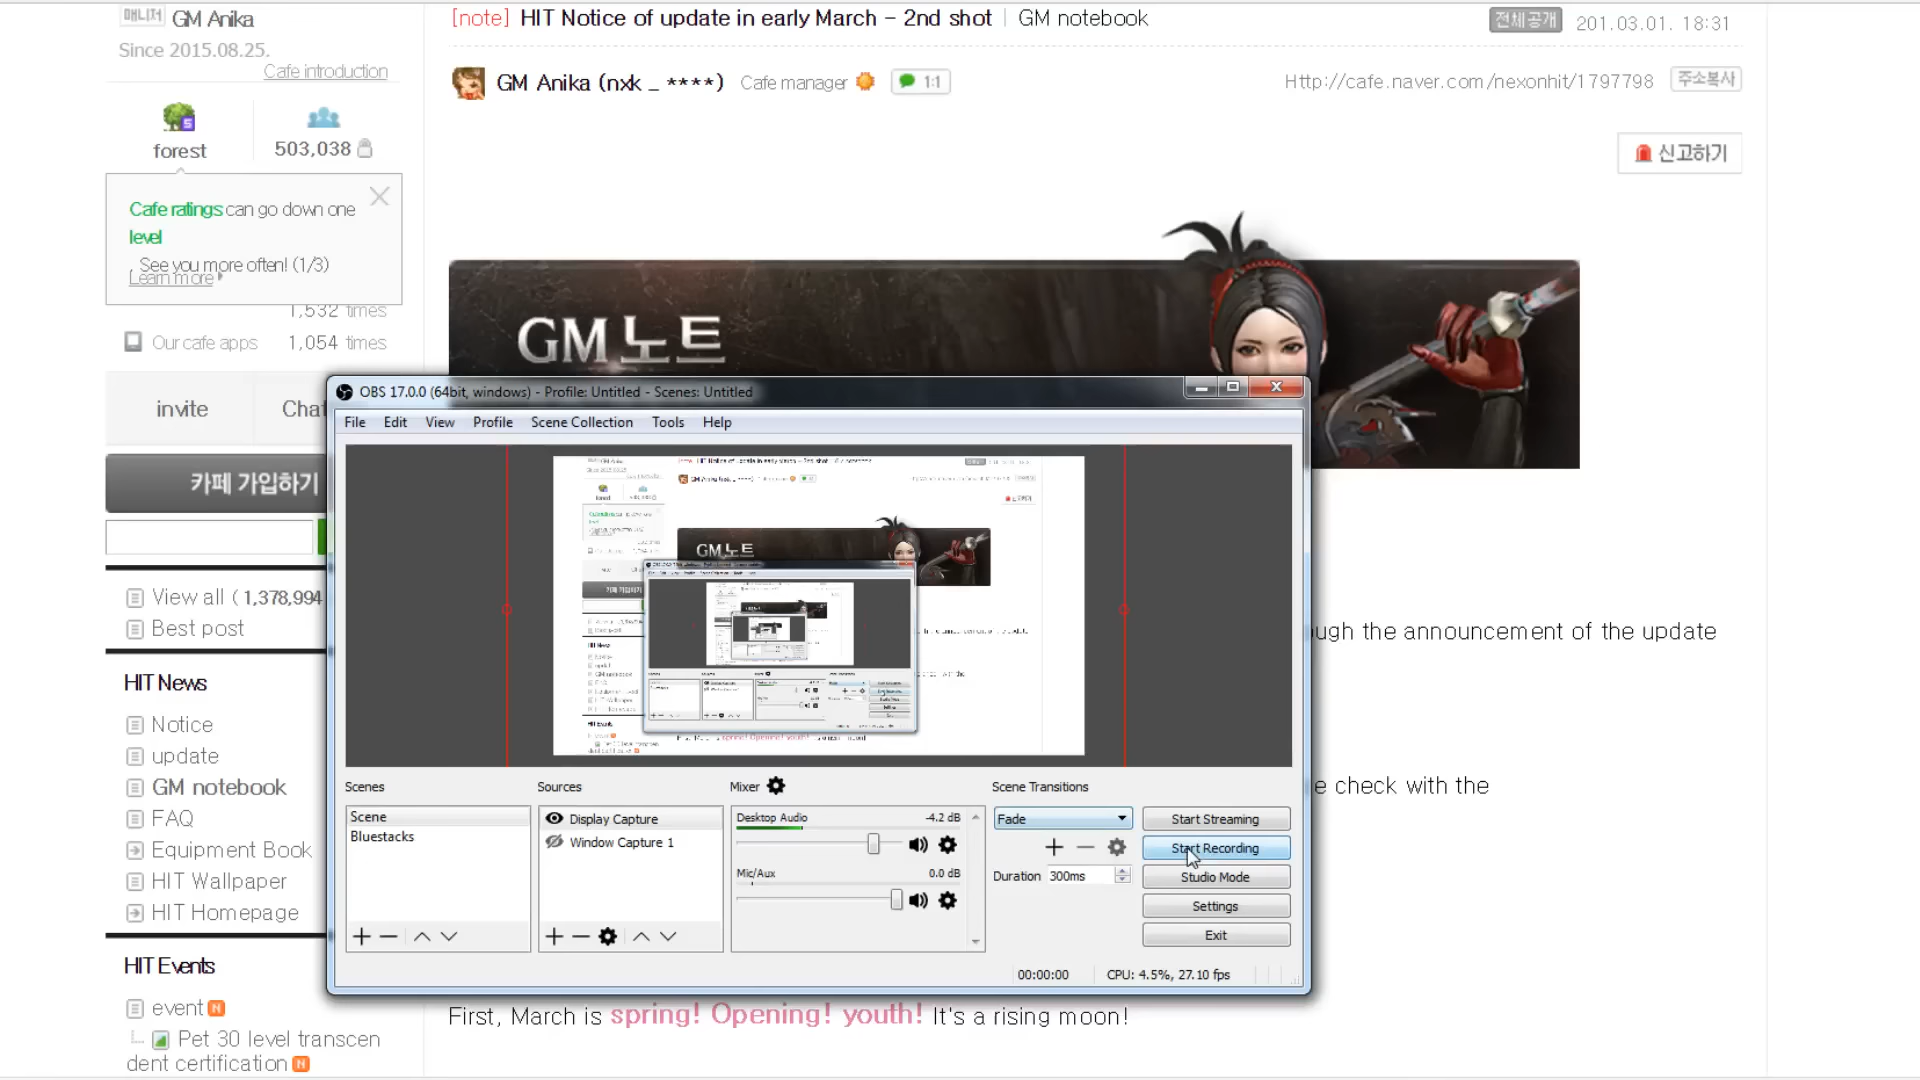 매니저 GM Anika
Since 2015.08.25.
Cafe introduction
forest
503,038
Cafe ratings can go down one
level
See you more often! (1/3)
Learn more
1,532 times
Our cafe apps 1,054 times
invite
Chat
카페 가입하기
View all ( 1,378,994
Best post
HIT News
Notice
update
GM notebook
FAQ
Equipment Book
HIT Wallpaper
HIT Homepage
HIT Events
event N
Pet 30 level transcen
dent certification N
[note] HIT Notice of update in early March – 2nd shot | GM notebook
전체공개 201.03.01. 18:31
GM Anika (nxk _ ****) Cafe manager 1:1
Http://cafe.naver.com/nexonhit/1797798 주소복사
신고하기
GM노트
OBS 17.0.0 (64bit, windows) - Profile: Untitled - Scenes: Untitled
File Edit View Profile Scene Collection Tools Help
Scenes
Scene
Bluestacks
Sources
Display Capture
Window Capture 1
Mixer
Desktop Audio -4.2 dB
Mic/Aux 0.0 dB
Scene Transitions
Fade
Duration 300ms
Start Streaming
Start Recording
Studio Mode
Settings
Exit
00:00:00 CPU: 4.5%, 27.10 fps
ugh the announcement of the update
e check with the
First, March is spring! Opening! youth! It's a rising moon!